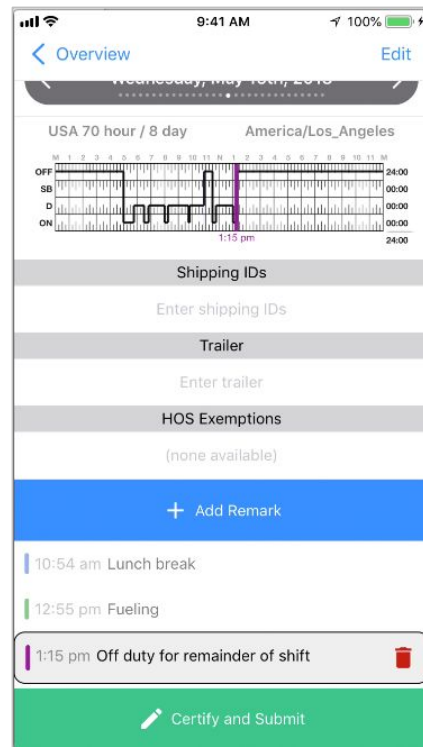 9:41 AM 100%
Overview Edit
USA 70 hour / 8 day America/Los_Angeles
M 1 2 3 4 5 6 7 8 9 10 11 N 1 2 3 4 5 6 7 8 9 10 11 M
OFF 24:00
SB 00:00
D 00:00
ON 00:00
1:15 pm 24:00
Shipping IDs
Enter shipping IDs
Trailer
Enter trailer
HOS Exemptions
(none available)
+ Add Remark
10:54 am Lunch break
12:55 pm Fueling
1:15 pm Off duty for remainder of shift
Certify and Submit